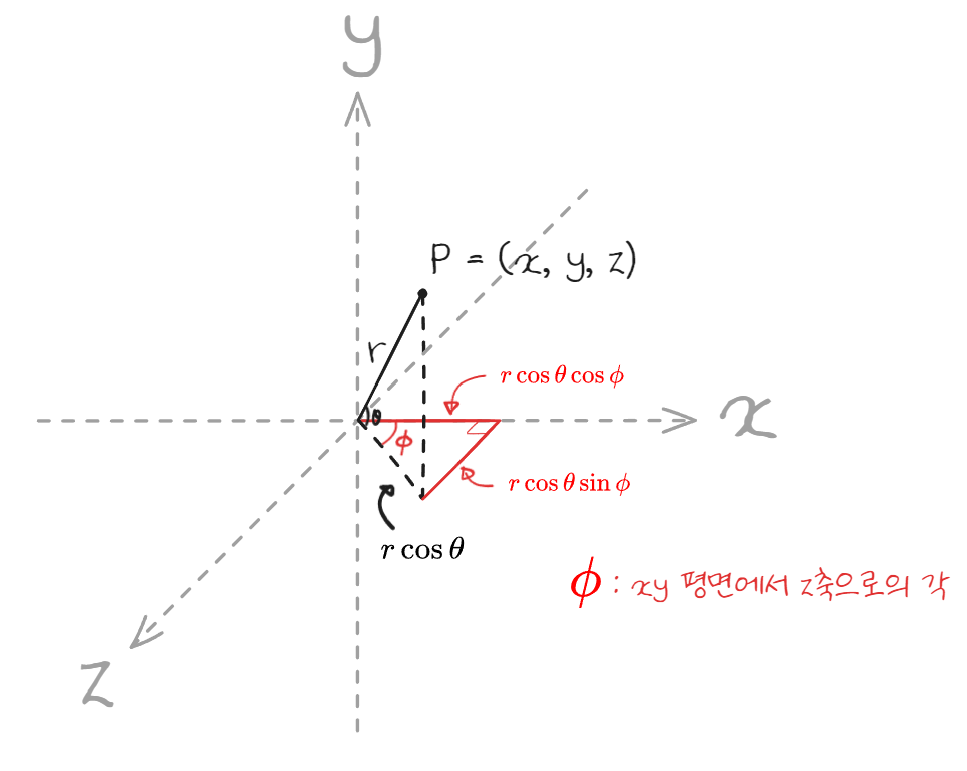 y
P = (x, y, z)
r
r cos θ cos φ
θ
x
φ
r cos θ sin φ
r cos θ
φ : xy 평면에서 z축으로의 각
z